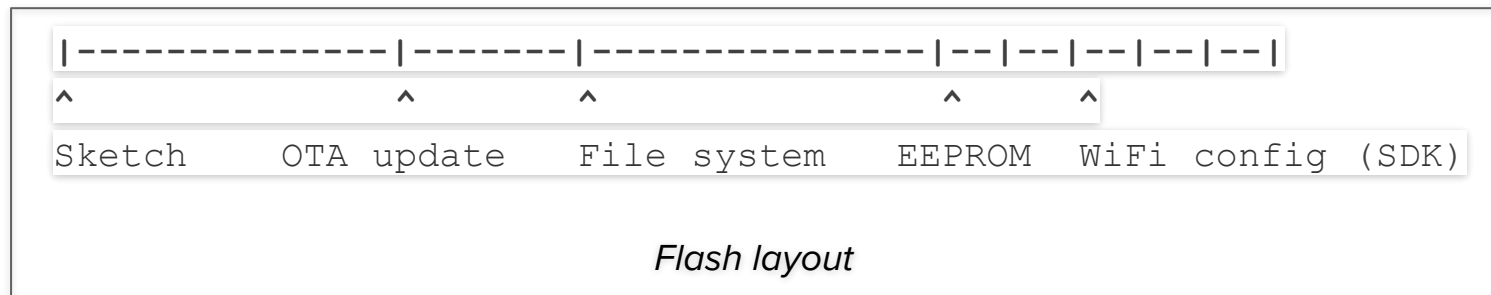 |--------------|-------|---------------|--|--|--|--|--|
^ ^ ^ ^ ^
Sketch OTA update File system EEPROM WiFi config (SDK)
Flash layout